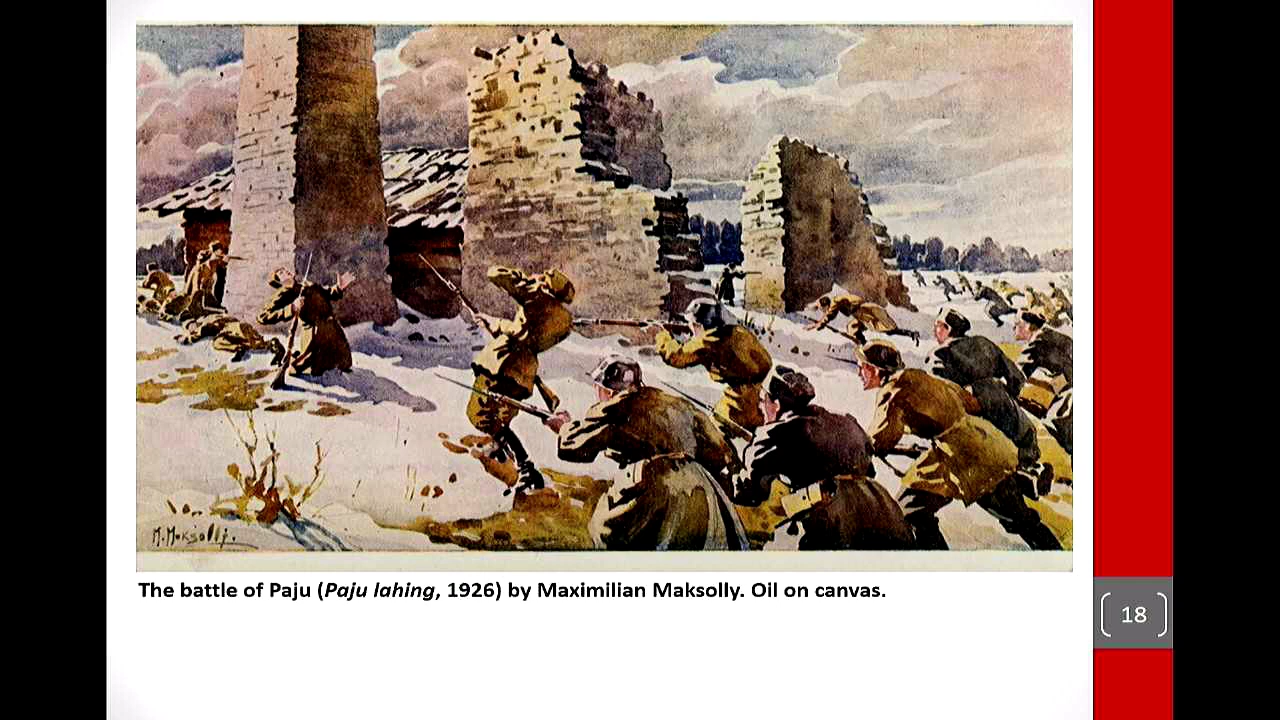 M. Maksolly.
The battle of Paju (Paju lahing, 1926) by Maximilian Maksolly. Oil on canvas.
18